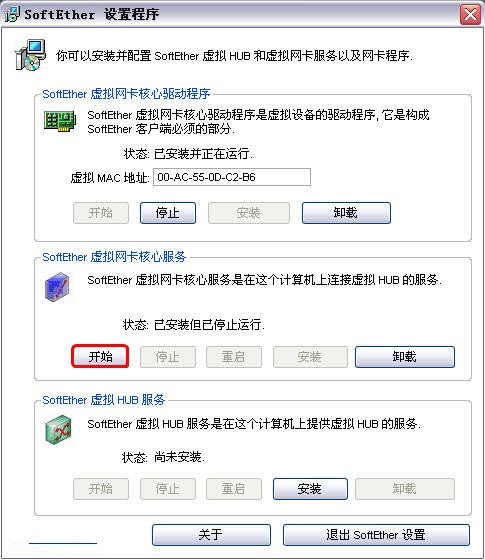 SoftEther 设置程序
你可以安装并配置 SoftEther 虚拟 HUB 和虚拟网卡服务以及网卡程序.
SoftEther 虚拟网卡核心驱动程序
SoftEther 虚拟网卡核心驱动程序是虚拟设备的驱动程序, 它是构成
SoftEther 客户端必须的部分.
状态: 已安装并正在运行.
虚拟 MAC 地址: 00-AC-55-0D-C2-B6
开始 停止 安装 卸载
SoftEther 虚拟网卡核心服务
SoftEther 虚拟网卡核心服务是在这个计算机上连接虚拟 HUB 的服务.
状态: 已安装但已停止运行.
开始 停止 重启 安装 卸载
SoftEther 虚拟 HUB 服务
SoftEther 虚拟 HUB 服务是在这个计算机上提供虚拟 HUB 的服务.
状态: 尚未安装.
开始 停止 重启 安装 卸载
关于 退出 SoftEther 设置